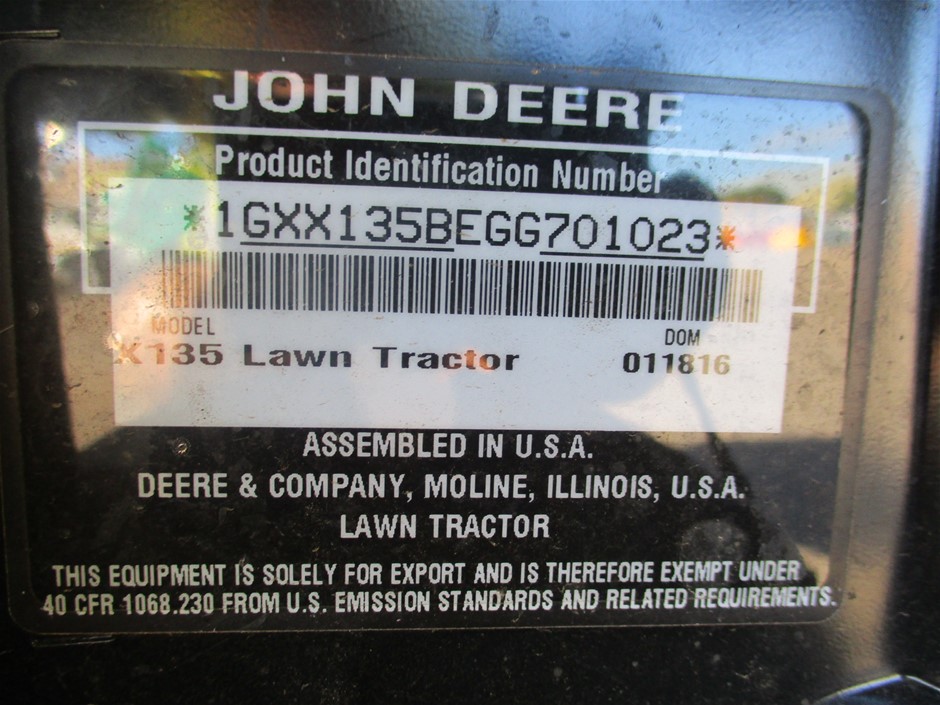 JOHN DEERE
Product Identification Number
*1GXX135BEGG701023*
MODEL DOM
X135 Lawn Tractor 011816
ASSEMBLED IN U.S.A.
DEERE & COMPANY, MOLINE, ILLINOIS, U.S.A.
LAWN TRACTOR
THIS EQUIPMENT IS SOLELY FOR EXPORT AND IS THEREFORE EXEMPT UNDER
40 CFR 1068.230 FROM U.S. EMISSION STANDARDS AND RELATED REQUIREMENTS.